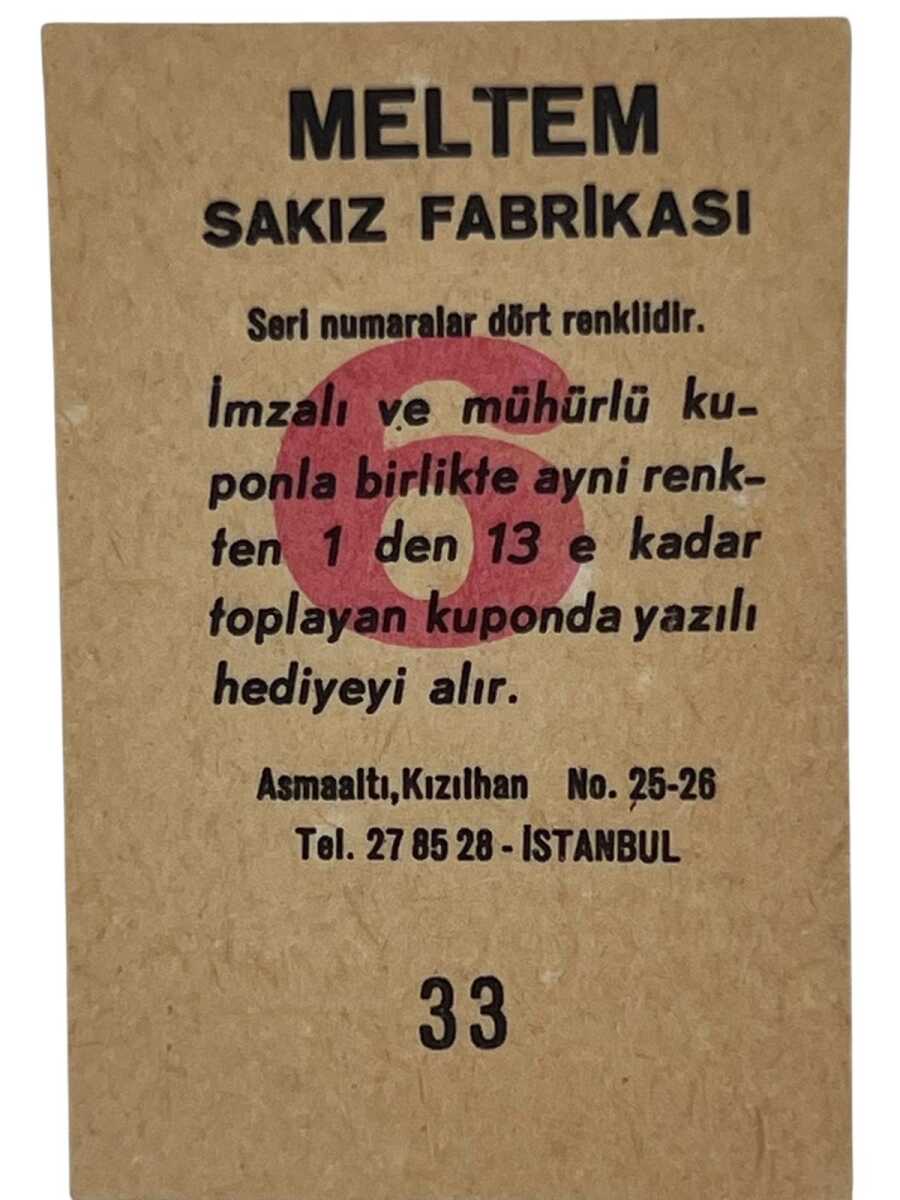 MELTEM
SAKIZ FABRİKASI
Seri numaralar dört renklidir.
6
İmzalı ve mühürlü ku-
ponla birlikte ayni renk-
ten 1 den 13 e kadar
toplayan kuponda yazılı
hediyeyi alır.
Asmaaltı,Kızılhan No. 25-26
Tel. 27 85 28 - İSTANBUL
33